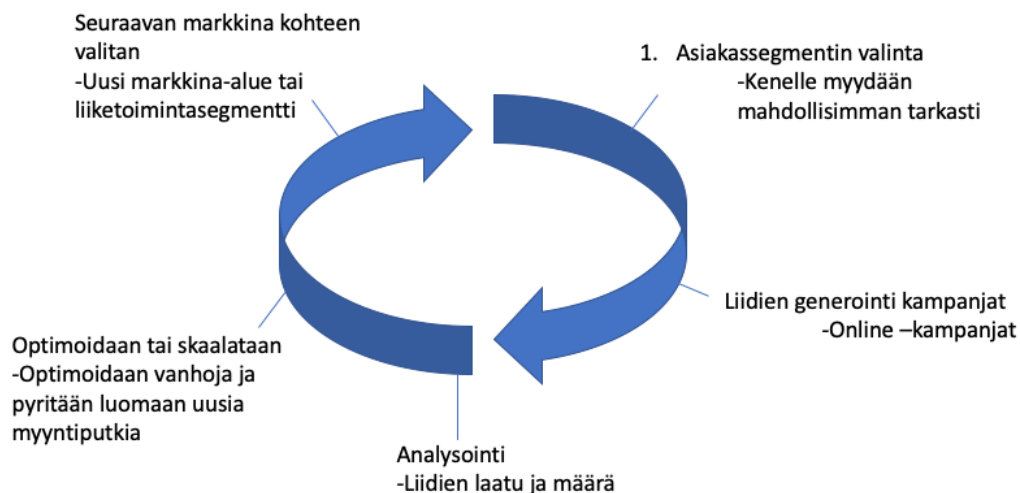 1. Asiakassegmentin valinta
-Kenelle myydään
mahdollisimman tarkasti
Liidien generointi kampanjat
-Online –kampanjat
Analysointi
-Liidien laatu ja määrä
Optimoidaan tai skaalataan
-Optimoidaan vanhoja ja
pyritään luomaan uusia
myyntiputkia
Seuraavan markkina kohteen
valitan
-Uusi markkina-alue tai
liiketoimintasegmentti